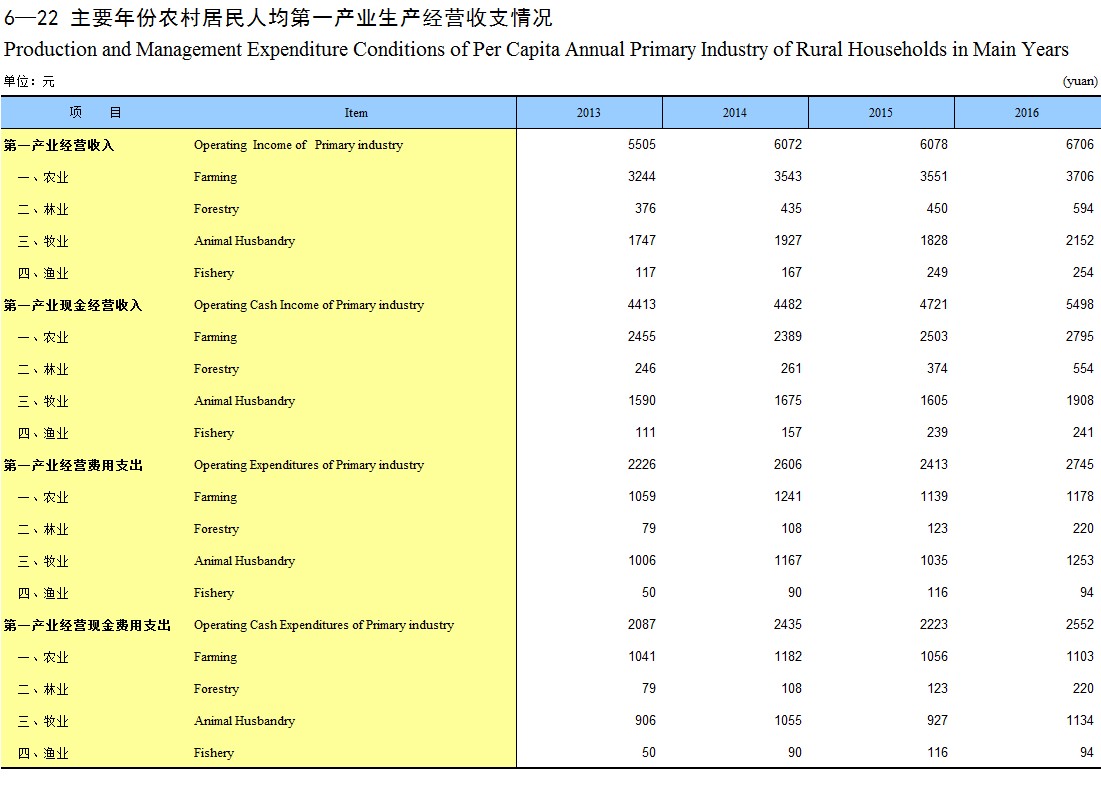 6—22 主要年份农村居民人均第一产业生产经营收支情况
Production and Management Expenditure Conditions of Per Capita Annual Primary Industry of Rural Households in Main Years
单位：元 (yuan)
项 目 Item 2013 2014 2015 2016
第一产业经营收入 Operating Income of Primary industry 5505 6072 6078 6706
一、农业 Farming 3244 3543 3551 3706
二、林业 Forestry 376 435 450 594
三、牧业 Animal Husbandry 1747 1927 1828 2152
四、渔业 Fishery 117 167 249 254
第一产业现金经营收入 Operating Cash Income of Primary industry 4413 4482 4721 5498
一、农业 Farming 2455 2389 2503 2795
二、林业 Forestry 246 261 374 554
三、牧业 Animal Husbandry 1590 1675 1605 1908
四、渔业 Fishery 111 157 239 241
第一产业经营费用支出 Operating Expenditures of Primary industry 2226 2606 2413 2745
一、农业 Farming 1059 1241 1139 1178
二、林业 Forestry 79 108 123 220
三、牧业 Animal Husbandry 1006 1167 1035 1253
四、渔业 Fishery 50 90 116 94
第一产业经营现金费用支出 Operating Cash Expenditures of Primary industry 2087 2435 2223 2552
一、农业 Farming 1041 1182 1056 1103
二、林业 Forestry 79 108 123 220
三、牧业 Animal Husbandry 906 1055 927 1134
四、渔业 Fishery 50 90 116 94